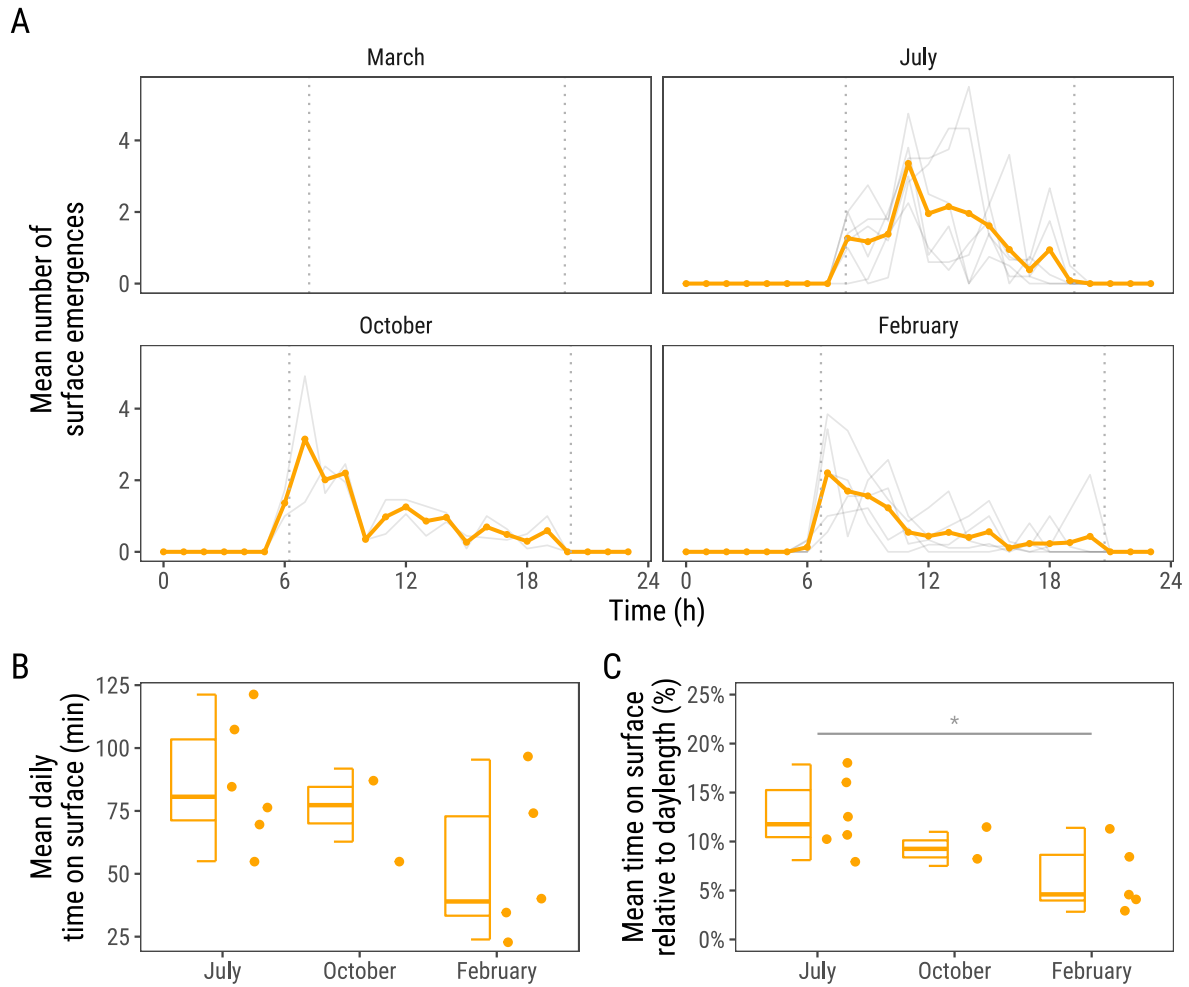 A
March
July
Mean number of
surface emergences
4
2
0
October
February
4
2
0
0
6
12
18
24
0
6
12
18
24
Time (h)
B
Mean daily
time on surface (min)
125
100
75
50
25
July
October
February
C
Mean time on surface
relative to daylength (%)
25%
20%
15%
10%
5%
0%
*
July
October
February